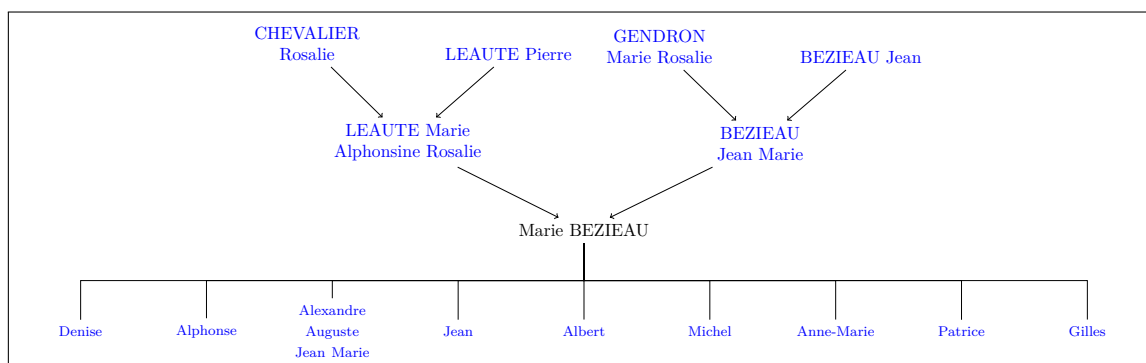 CHEVALIER
Rosalie
LEAUTE Pierre
GENDRON
Marie Rosalie
BEZIEAU Jean
LEAUTE Marie
Alphonsine Rosalie
BEZIEAU
Jean Marie
Marie BEZIEAU
Denise
Alphonse
Alexandre
Auguste
Jean Marie
Jean
Albert
Michel
Anne-Marie
Patrice
Gilles